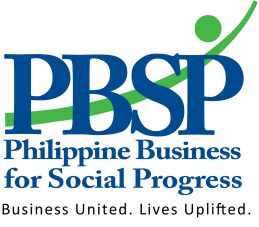 PBSP
Philippine Business
for Social Progress
Business United. Lives Uplifted.